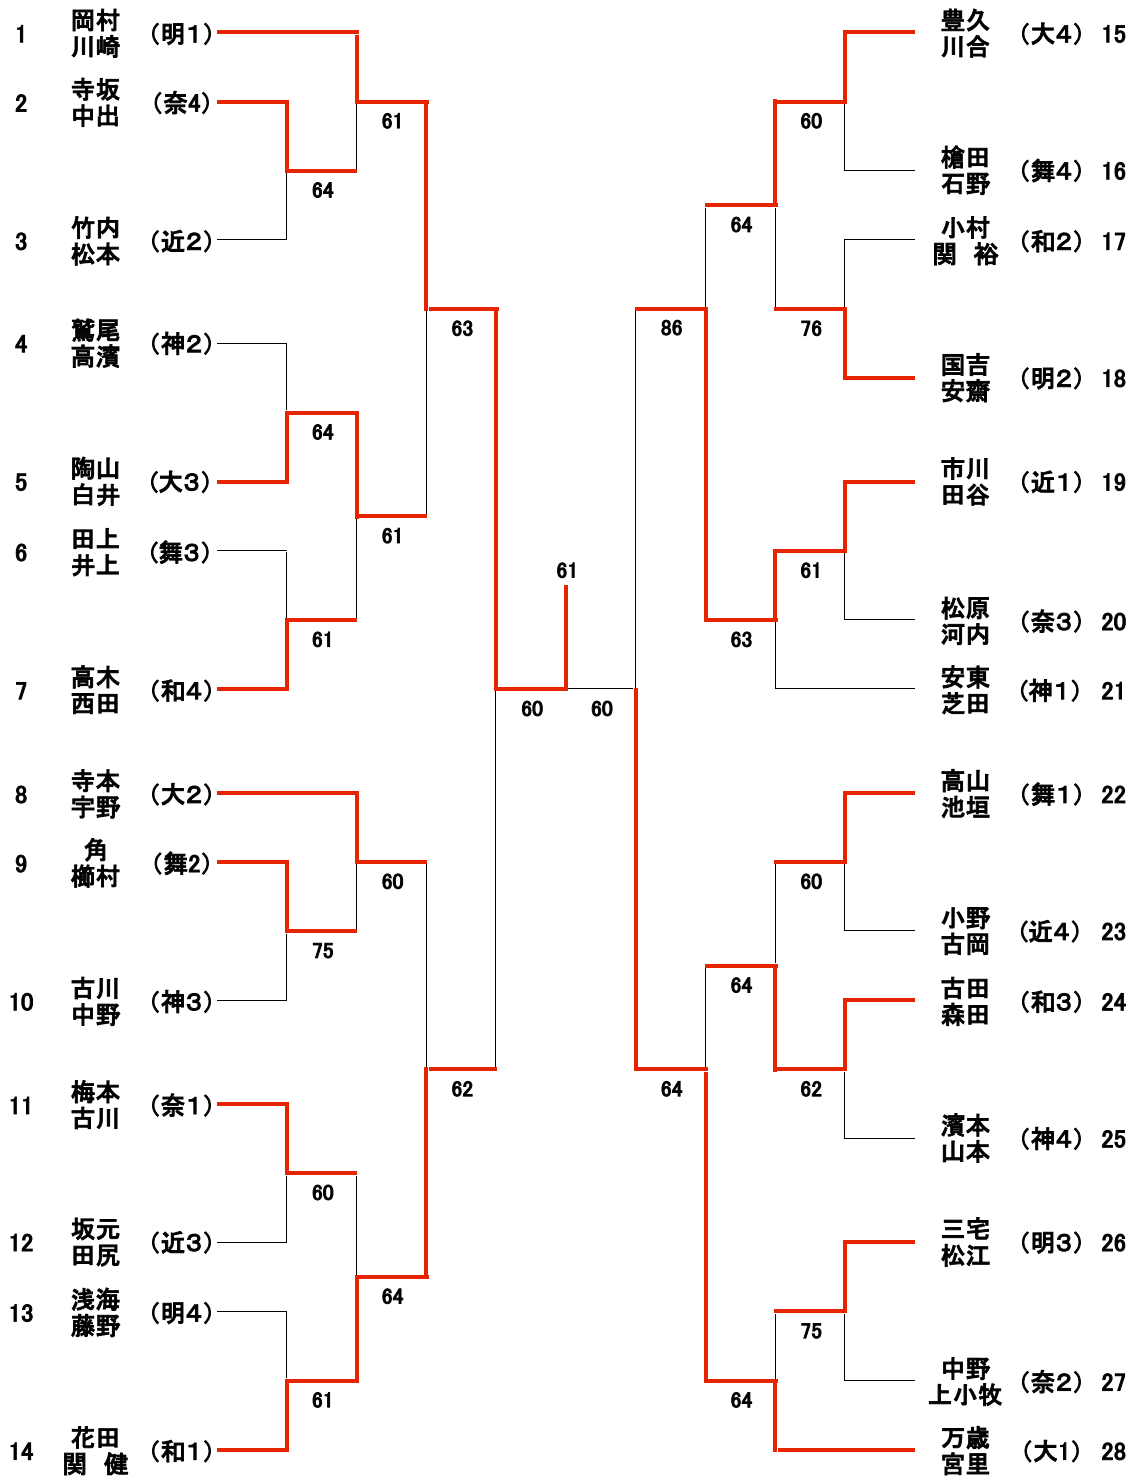 1 岡村 川崎 （明１）
2 寺坂 中出 （奈4）
3 竹内 松本 （近２）
4 鷲尾 高濱 （神２）
5 陶山 白井 （大３）
6 田上 井上 （舞３）
7 高木 西田 （和４）
8 寺本 宇野 （大２）
9 角 櫛村 （舞2）
10 古川 中野 （神３）
11 梅本 古川 （奈１）
12 坂元 田尻 （近３）
13 浅海 藤野 （明４）
14 花田 関 健 （和１）
61
64
63
64
61
61
60
75
62
60
64
61
61
60
60
豊久 川合 （大４） 15
槍田 石野 （舞４） 16
小村 関 裕 （和２） 17
国吉 安齋 （明２） 18
市川 田谷 （近１） 19
松原 河内 （奈３） 20
安東 芝田 （神１） 21
高山 池垣 （舞１） 22
小野 古岡 （近４） 23
古田 森田 （和３） 24
濱本 山本 （神４） 25
三宅 松江 （明３） 26
中野 上小牧 （奈２） 27
万歳 宮里 （大1） 28
60
64
86
76
61
63
60
64
64
62
75
64